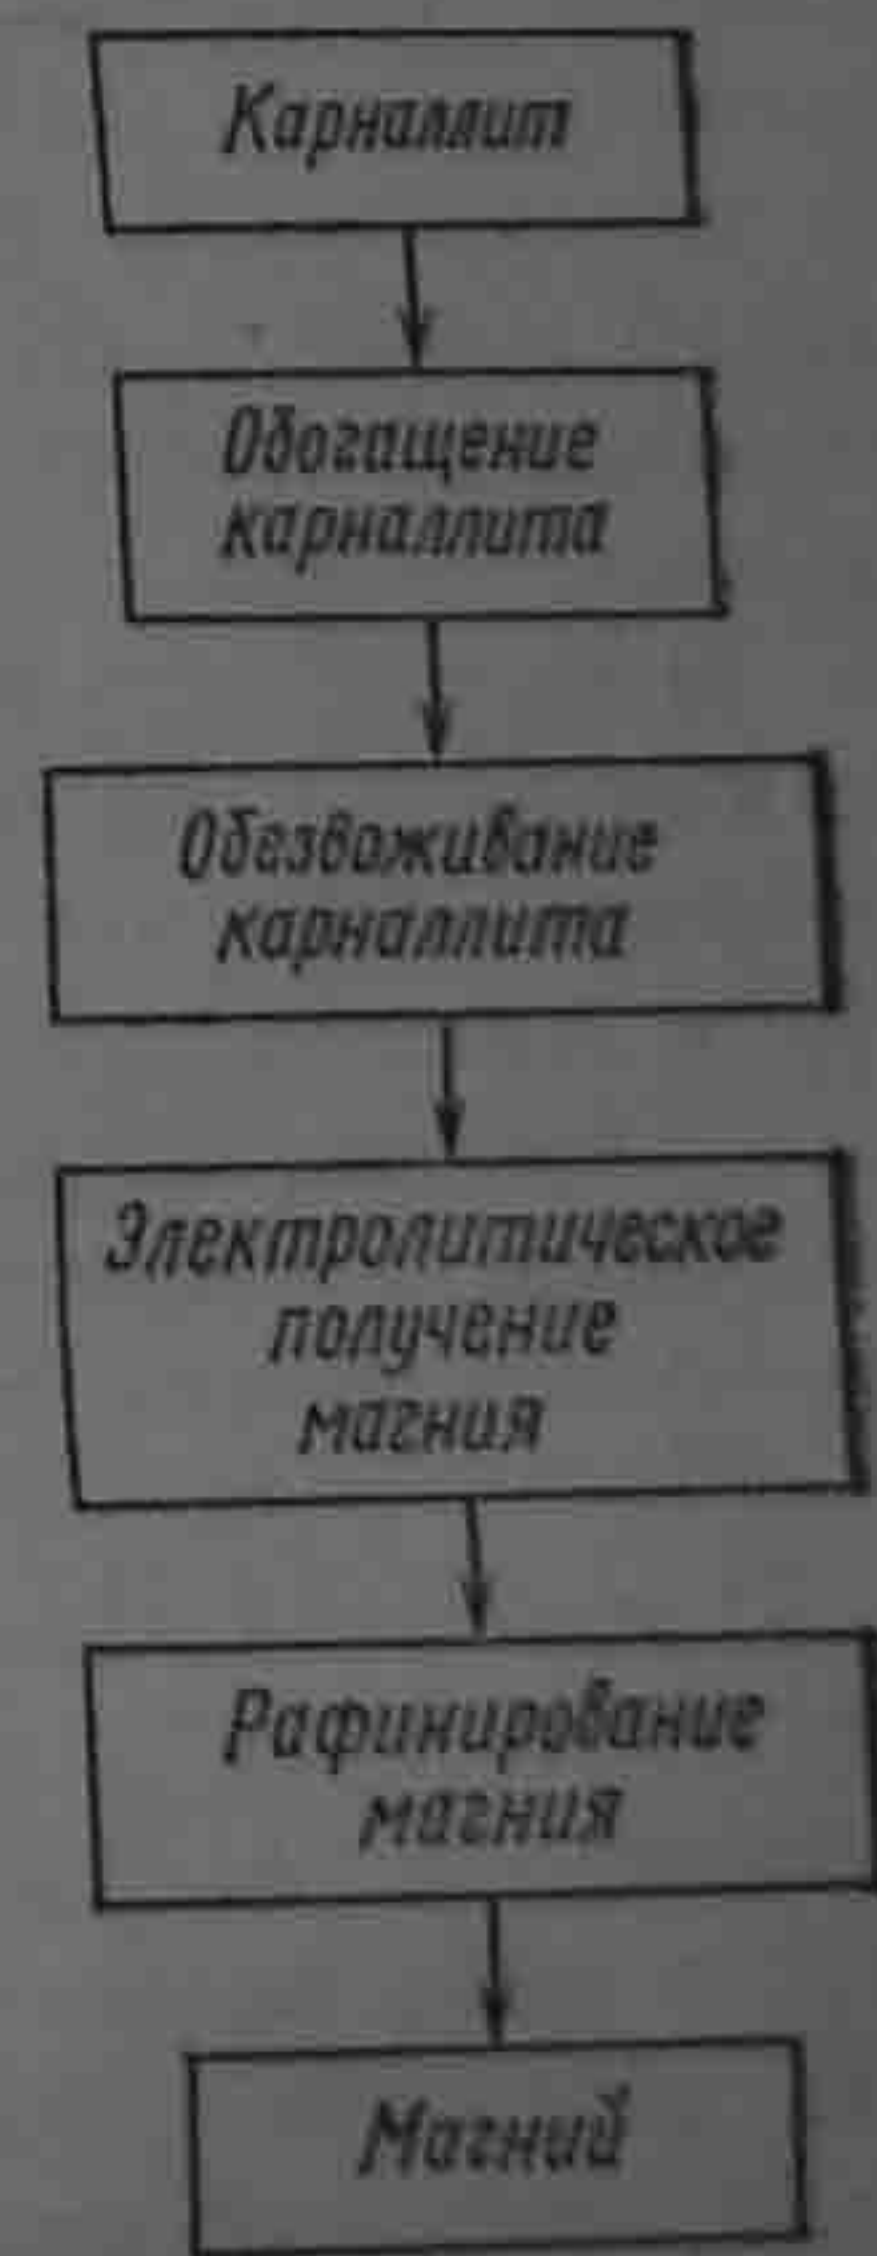 Карналлит
Обогащение
карналлита
Обезвоживание
карналлита
Электролитическое
получение
магния
Рафинирование
магния
Магний